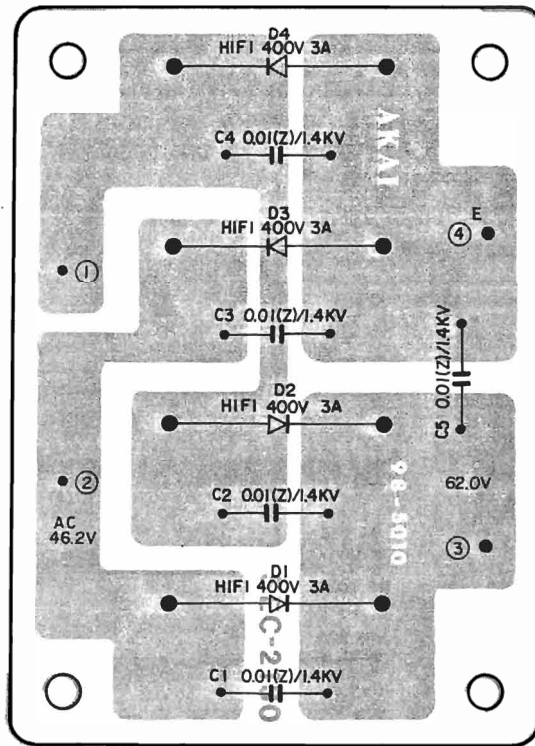 D4
HIFI 400V 3A
C4 0.01(Z)/1.4KV
AKAI
D3
HIFI 400V 3A
E
④
①
C3 0.01(Z)/1.4KV
C5 0.01(Z)/1.4KV
D2
HIFI 400V 3A
②
62.0V
C2 0.01(Z)/1.4KV
AC
46.2V
98-5010
③
D1
HIFI 400V 3A
C1 0.01(Z)/1.4KV